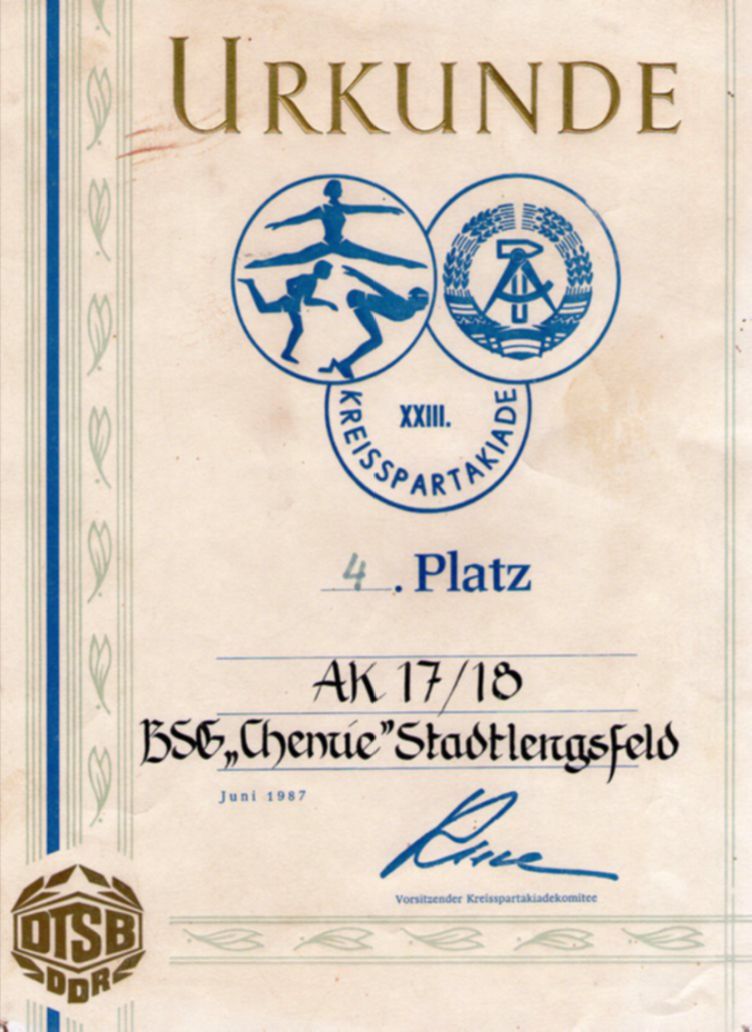 URKUNDE
XXIII.
KREISSPARTAKIADE
4. Platz
AK 17/18
BSG „Chemie” Stadtlengsfeld
Juni 1987
Vorsitzender Kreisspartakiadekomitee
DTSB
DDR